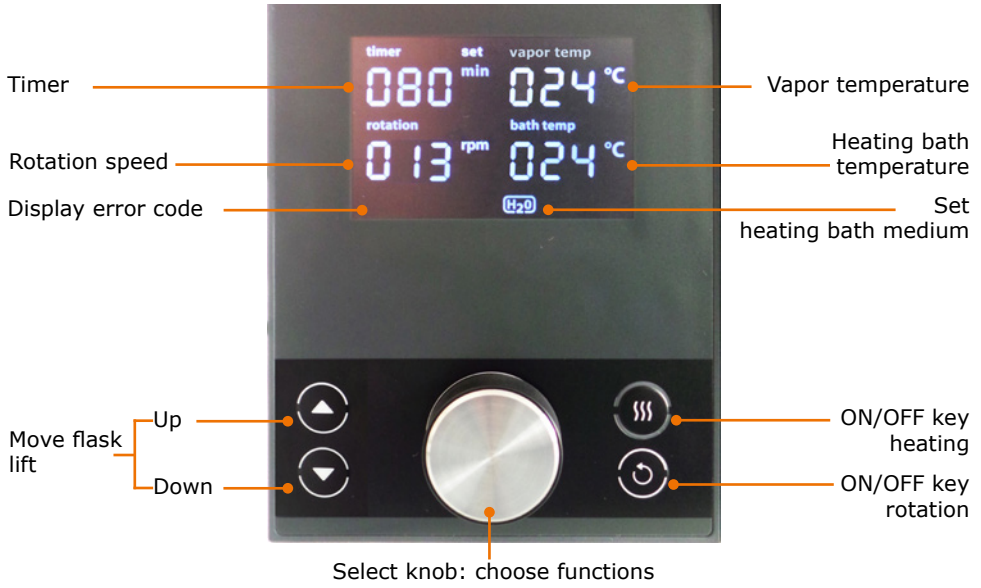 timer set vapor temp
080 min 024 °C
Timer
Vapor temperature
rotation bath temp
013 rpm 024 °C
Rotation speed
Heating bath
temperature
Display error code
H2O
Set
heating bath medium
Move flask
lift
Up
Down
ON/OFF key
heating
ON/OFF key
rotation
Select knob: choose functions